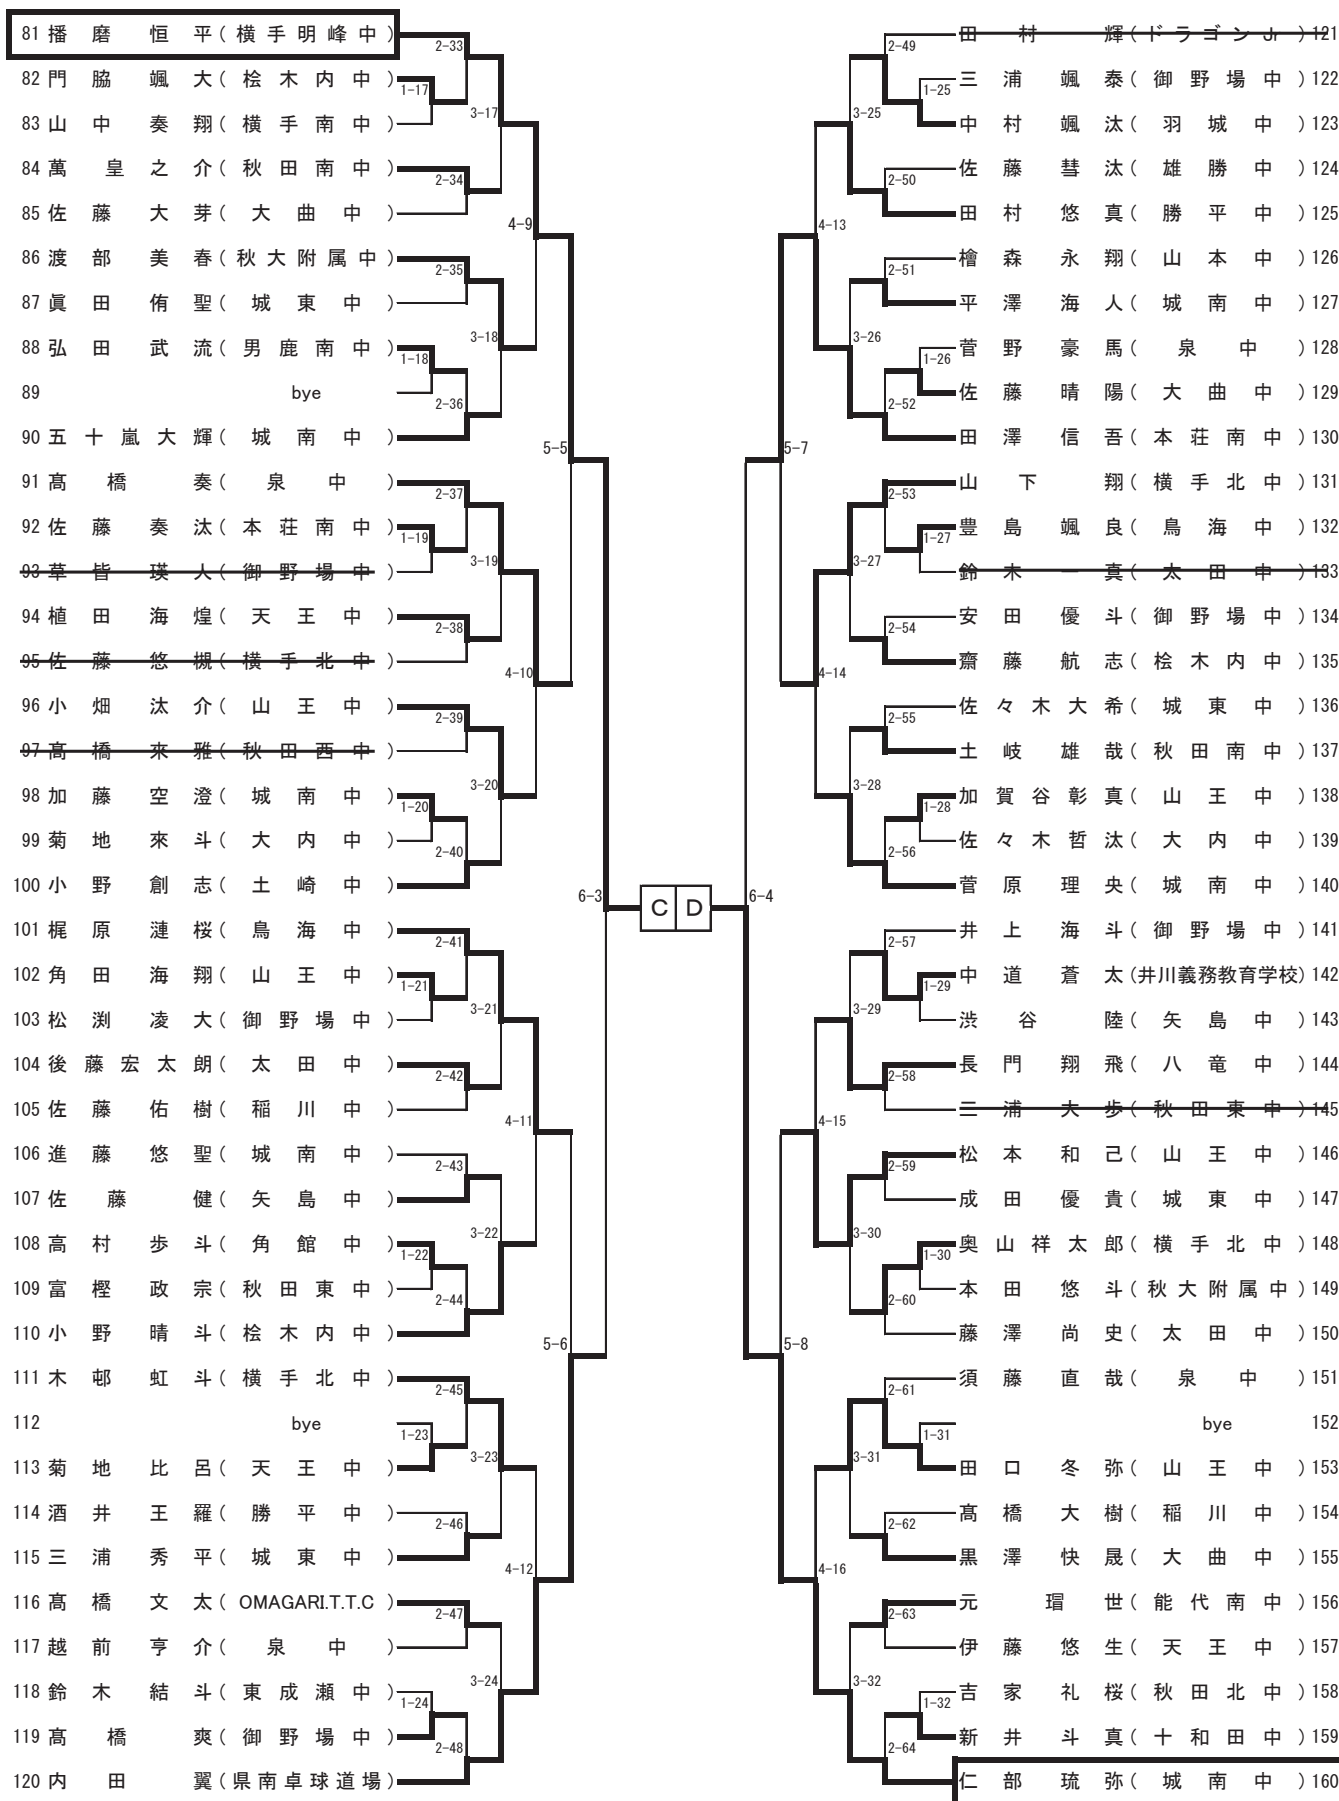 81 播磨恒平(横手明峰中)
82 門脇颯大(桧木内中)
83 山中奏翔(横手南中)
84 萬皇之介(秋田南中)
85 佐藤大芽(大曲中)
86 渡部美春(秋大附属中)
87 眞田侑聖(城東中)
88 弘田武流(男鹿南中)
89 bye
90 五十嵐大輝(城南中)
91 髙橋奏(泉中)
92 佐藤奏汰(本荘南中)
93 草皆瑛人(御野場中)
94 植田海煌(天王中)
95 佐藤悠槻(横手北中)
96 小畑汰介(山王中)
97 髙橋来雅(秋田西中)
98 加藤空澄(城南中)
99 菊地來斗(大内中)
100 小野創志(土崎中)
101 梶原漣桜(鳥海中)
102 角田海翔(山王中)
103 松渕凌大(御野場中)
104 後藤宏太朗(太田中)
105 佐藤佑樹(稲川中)
106 進藤悠聖(城南中)
107 佐藤健(矢島中)
108 高村歩斗(角館中)
109 富樫政宗(秋田東中)
110 小野晴斗(桧木内中)
111 木邨虹斗(横手北中)
112 bye
113 菊地比呂(天王中)
114 酒井王羅(勝平中)
115 三浦秀平(城東中)
116 髙橋文太(OMAGARI.T.T.C)
117 越前亨介(泉中)
118 鈴木結斗(東成瀬中)
119 髙橋爽(御野場中)
120 内田翼(県南卓球道場)
2-33
1-17
3-17
2-34
4-9
2-35
3-18
1-18
2-36
5-5
2-37
1-19
3-19
2-38
4-10
2-39
3-20
1-20
2-40
6-3
2-41
1-21
3-21
2-42
4-11
2-43
3-22
1-22
2-44
5-6
2-45
1-23
3-23
2-46
4-12
2-47
3-24
1-24
2-48
C D
2-49
1-25
3-25
2-50
4-13
2-51
3-26
1-26
2-52
5-7
2-53
1-27
3-27
2-54
4-14
2-55
3-28
1-28
2-56
6-4
2-57
1-29
3-29
2-58
4-15
2-59
3-30
1-30
2-60
5-8
2-61
1-31
3-31
2-62
4-16
2-63
3-32
1-32
2-64
田村輝(ドラゴンJr)121
三浦颯泰(御野場中)122
中村颯汰(羽城中)123
佐藤彗汰(雄勝中)124
田村悠真(勝平中)125
檜森永翔(山本中)126
平澤海人(城南中)127
菅野豪馬(泉中)128
佐藤晴陽(大曲中)129
田澤信吾(本荘南中)130
山下翔(横手北中)131
豊島颯良(鳥海中)132
鈴木一真(太田中)133
安田優斗(御野場中)134
齋藤航志(桧木内中)135
佐々木大希(城東中)136
土岐雄哉(秋田南中)137
加賀谷彰真(山王中)138
佐々木哲汰(大内中)139
菅原理央(城南中)140
井上海斗(御野場中)141
中道蒼太(井川義務教育学校)142
渋谷陸(矢島中)143
長門翔飛(八竜中)144
三浦大歩(秋田東中)145
松本和己(山王中)146
成田優貴(城東中)147
奥山祥太郎(横手北中)148
本田悠斗(秋大附属中)149
藤澤尚史(太田中)150
須藤直哉(泉中)151
bye 152
田口冬弥(山王中)153
髙橋大樹(稲川中)154
黒澤快晟(大曲中)155
元瑠世(能代南中)156
伊藤悠生(天王中)157
吉家礼桜(秋田北中)158
新井斗真(十和田中)159
仁部琉弥(城南中)160